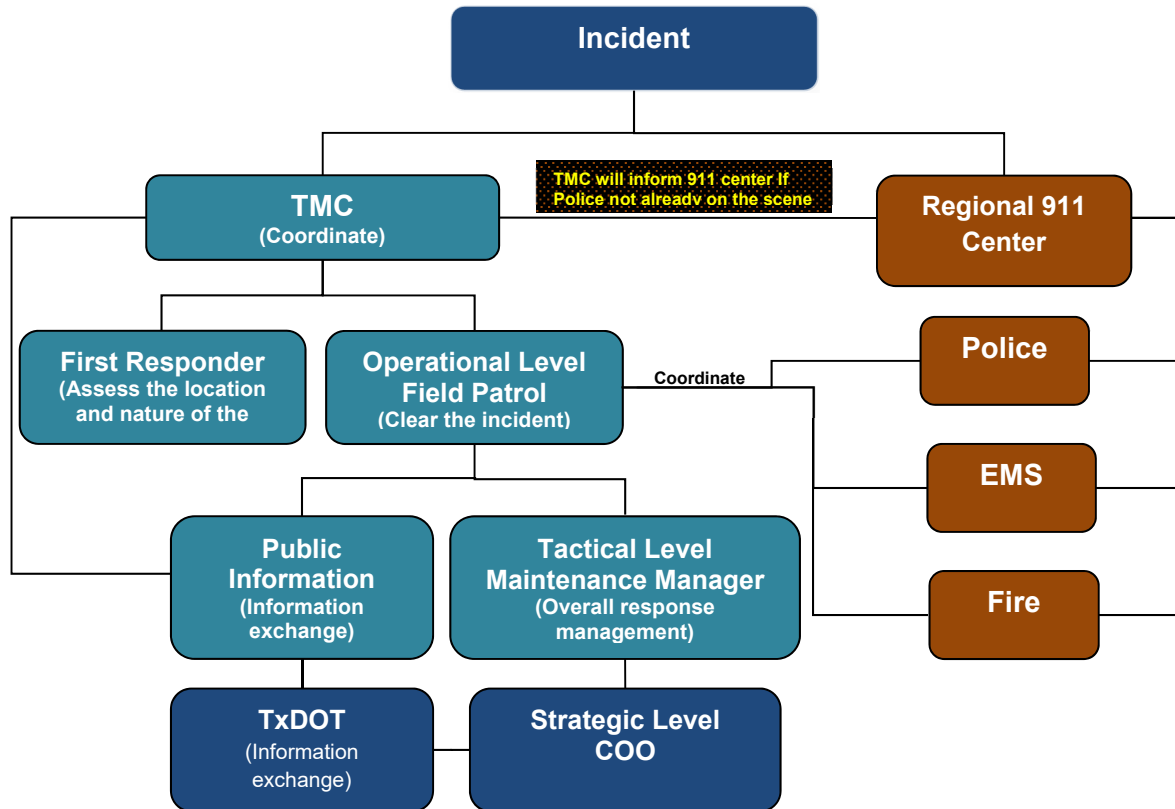 Incident
TMC will inform 911 center If
Police not already on the scene
TMC
(Coordinate)
Regional 911
Center
First Responder
(Assess the location
and nature of the
Operational Level
Field Patrol
(Clear the incident)
Coordinate
Police
EMS
Public
Information
(Information
exchange)
Tactical Level
Maintenance Manager
(Overall response
management)
Fire
TxDOT
(Information
exchange)
Strategic Level
COO